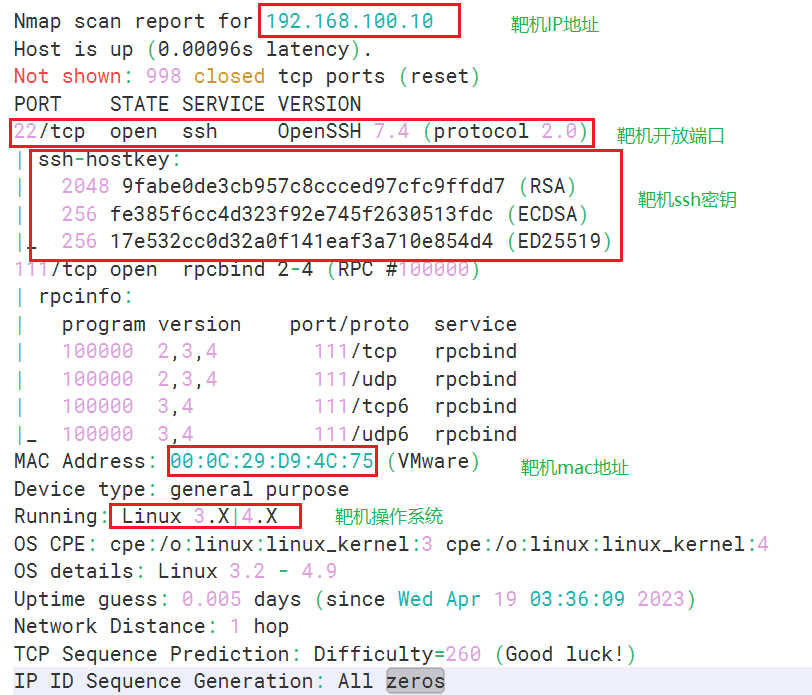 Nmap scan report for 192.168.100.10 靶机IP地址
Host is up (0.00096s latency).
Not shown: 998 closed tcp ports (reset)
PORT    STATE SERVICE VERSION
22/tcp  open  ssh     OpenSSH 7.4 (protocol 2.0) 靶机开放端口
| ssh-hostkey:
|   2048 9fabe0de3cb957c8ccced97cfc9ffdd7 (RSA) 靶机ssh密钥
|   256 fe385f6cc4d323f92e745f2630513fdc (ECDSA)
|_  256 17e532cc0d32a0f141eaf3a710e854d4 (ED25519)
111/tcp open  rpcbind 2-4 (RPC #100000)
| rpcinfo:
|   program version    port/proto  service
|   100000  2,3,4        111/tcp   rpcbind
|   100000  2,3,4        111/udp   rpcbind
|   100000  3,4          111/tcp6  rpcbind
|_  100000  3,4          111/udp6  rpcbind
MAC Address: 00:0C:29:D9:4C:75 (VMware) 靶机mac地址
Device type: general purpose
Running: Linux 3.X|4.X 靶机操作系统
OS CPE: cpe:/o:linux:linux_kernel:3 cpe:/o:linux:linux_kernel:4
OS details: Linux 3.2 - 4.9
Uptime guess: 0.005 days (since Wed Apr 19 03:36:09 2023)
Network Distance: 1 hop
TCP Sequence Prediction: Difficulty=260 (Good luck!)
IP ID Sequence Generation: All zeros